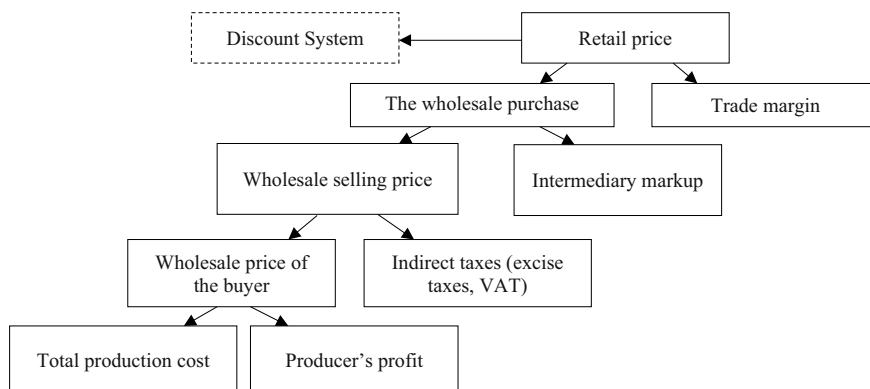 Discount System
Retail price
The wholesale purchase
Trade margin
Wholesale selling price
Intermediary markup
Wholesale price of
the buyer
Indirect taxes (excise
taxes, VAT)
Total production cost
Producer’s profit